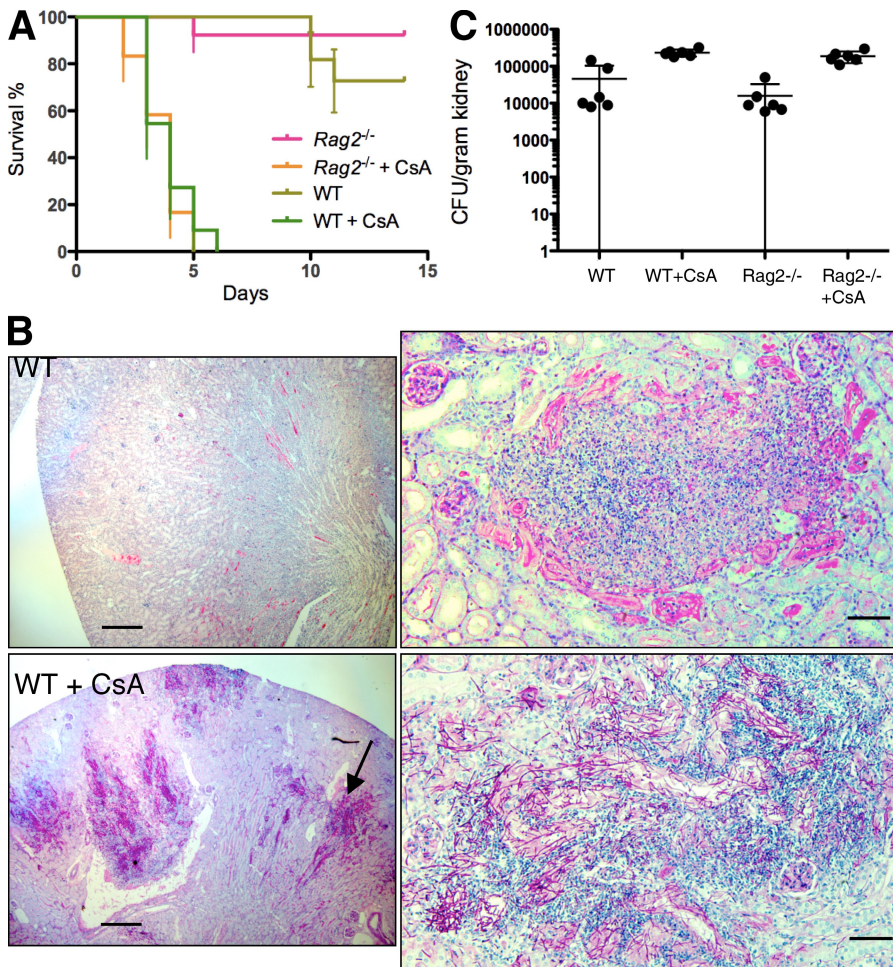 A
Survival %
100
80
60
40
20
0
0
5
10
15
Days
Rag2-/-
Rag2-/- + CsA
WT
WT + CsA
C
CFU/gram kidney
1000000
100000
10000
1000
100
10
1
WT
WT+CsA
Rag2-/-
Rag2-/-
+CsA
B
WT
WT + CsA